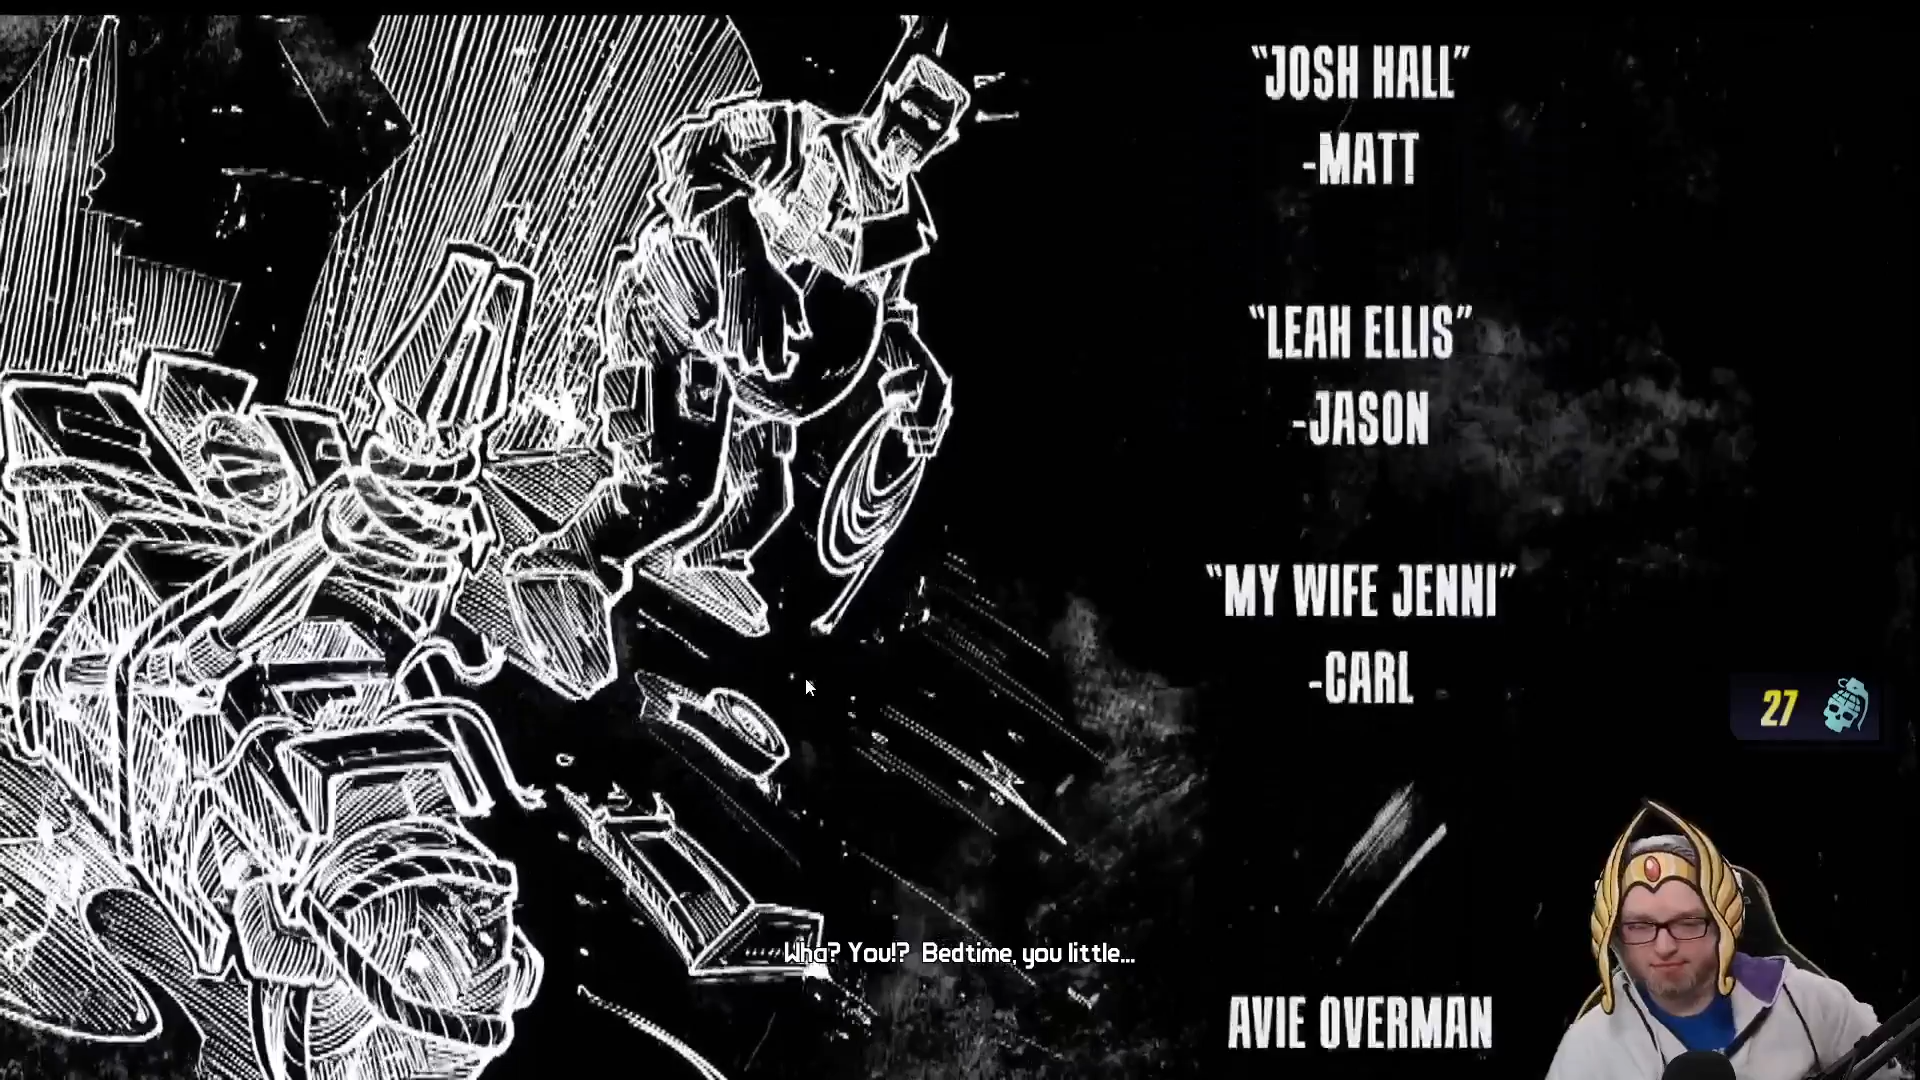 “JOSH HALL”
-MATT
“LEAH ELLIS”
-JASON
“MY WIFE JENNI”
-CARL
27
Wha? You!? Bedtime, you little...
AVIE OVERMAN